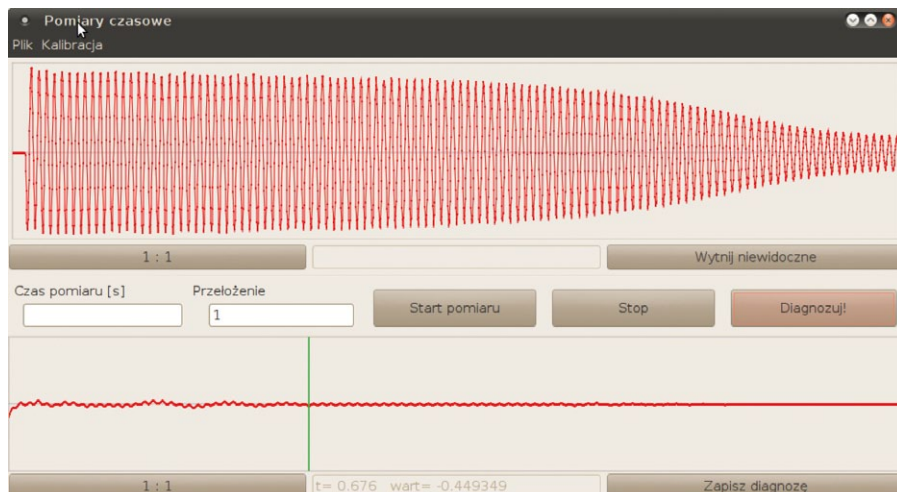 Pomiary czasowe
Plik Kalibracja
1 : 1
Wytnij niewidoczne
Czas pomiaru [s]
Przełożenie
1
Start pomiaru
Stop
Diagnozuj!
1 : 1
t= 0.676 wart= -0.449349
Zapisz diagnozę